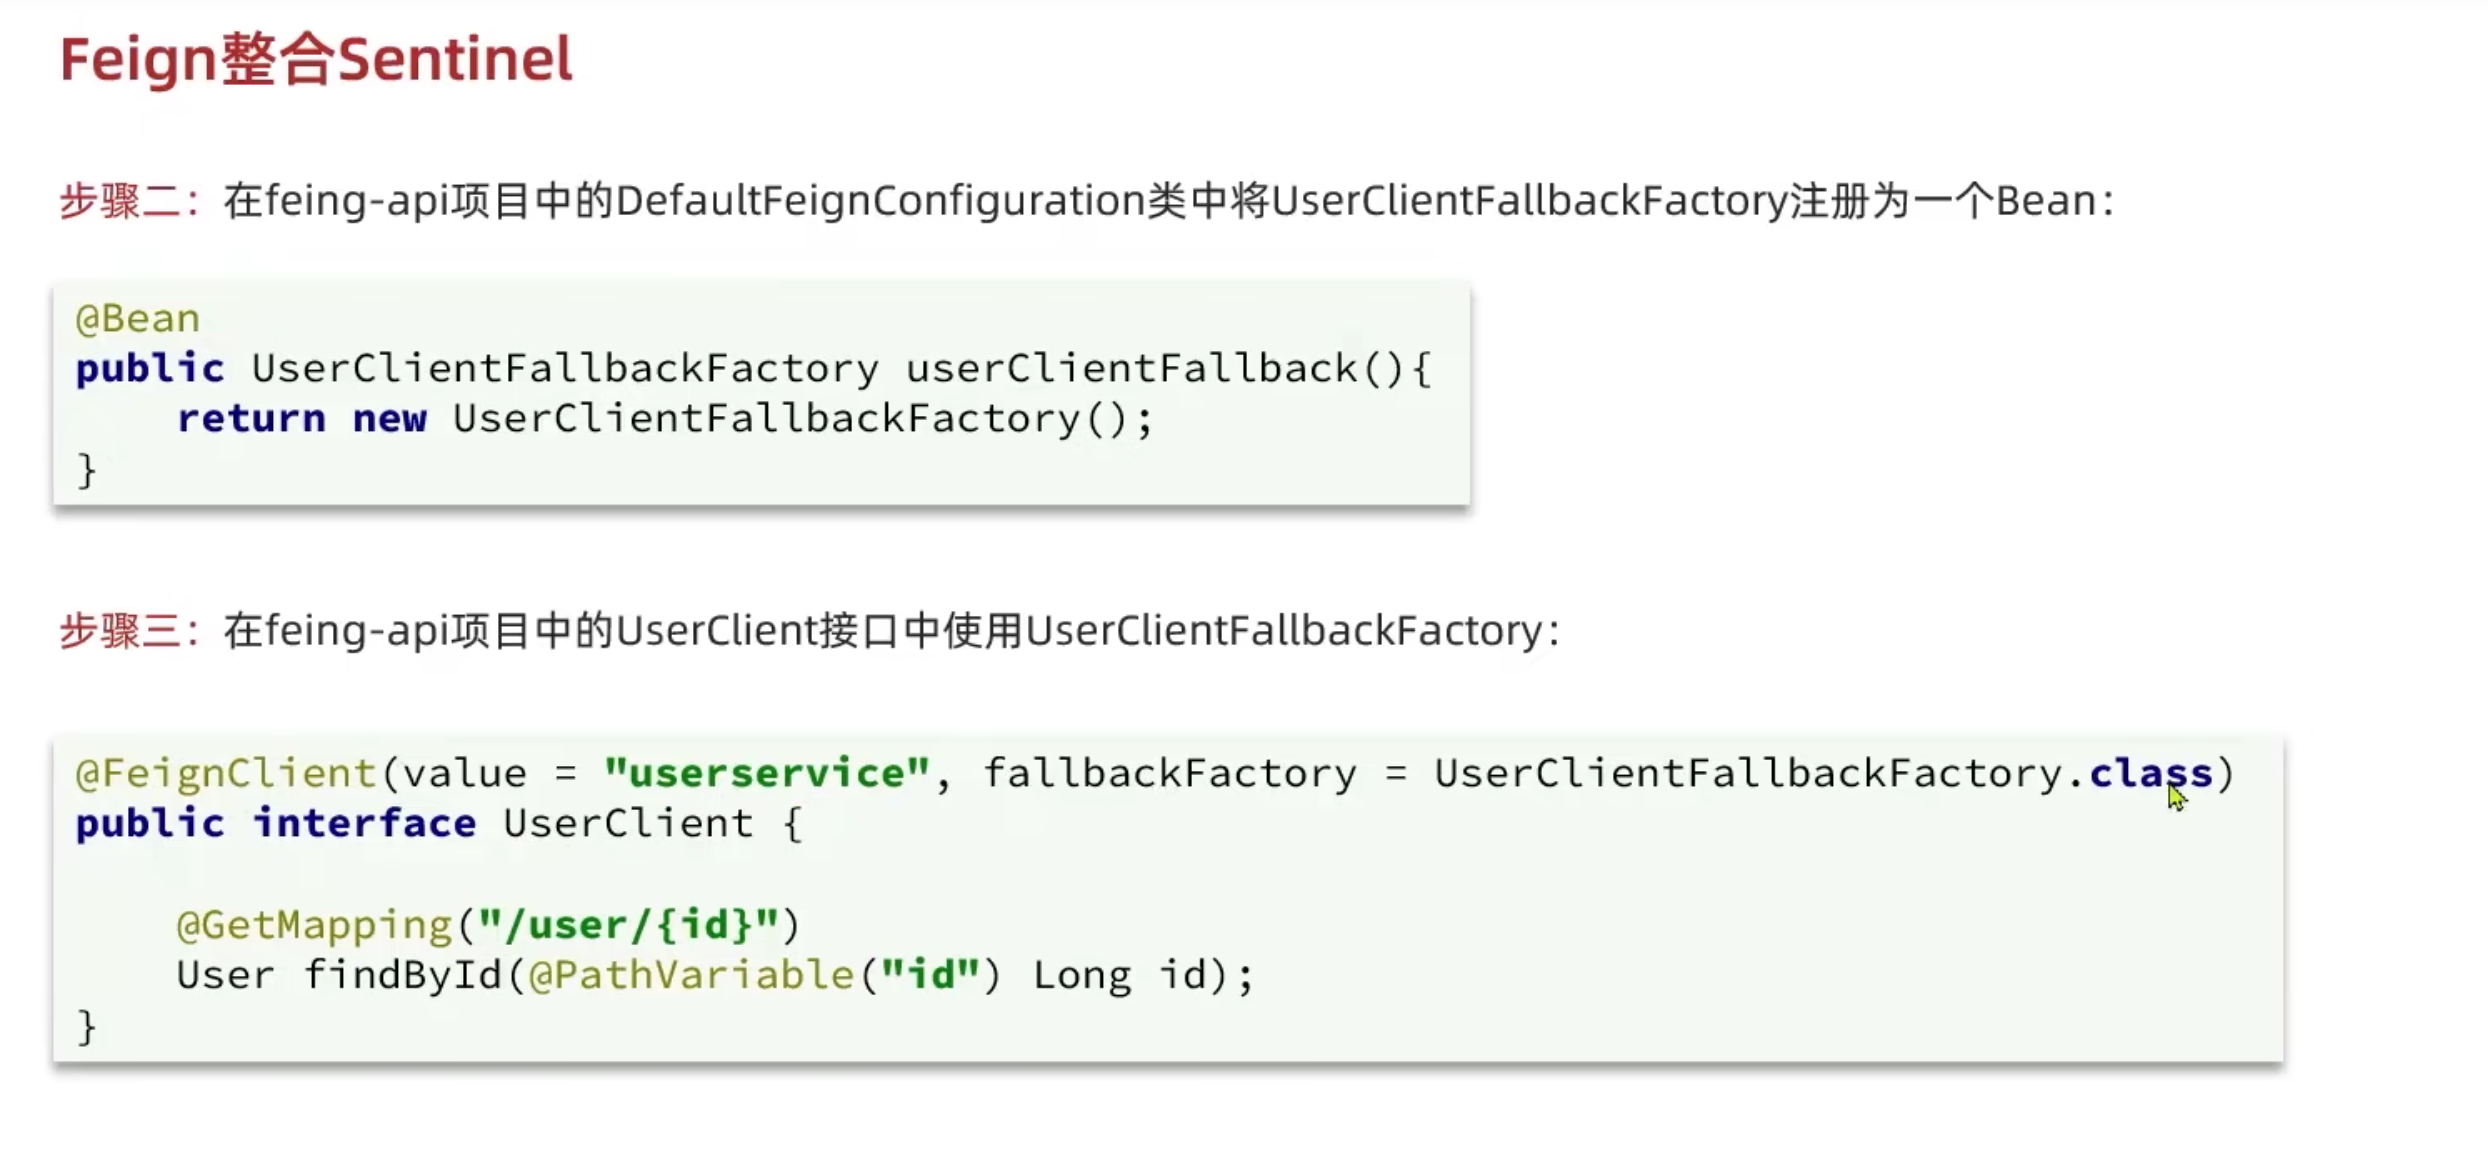 Feign整合Sentinel
步骤二：在feing-api项目中的DefaultFeignConfiguration类中将UserClientFallbackFactory注册为一个Bean：
@Bean
public UserClientFallbackFactory userClientFallback(){
    return new UserClientFallbackFactory();
}
步骤三：在feing-api项目中的UserClient接口中使用UserClientFallbackFactory：
@FeignClient(value = "userservice", fallbackFactory = UserClientFallbackFactory.class)
public interface UserClient {
    @GetMapping("/user/{id}")
    User findById(@PathVariable("id") Long id);
}